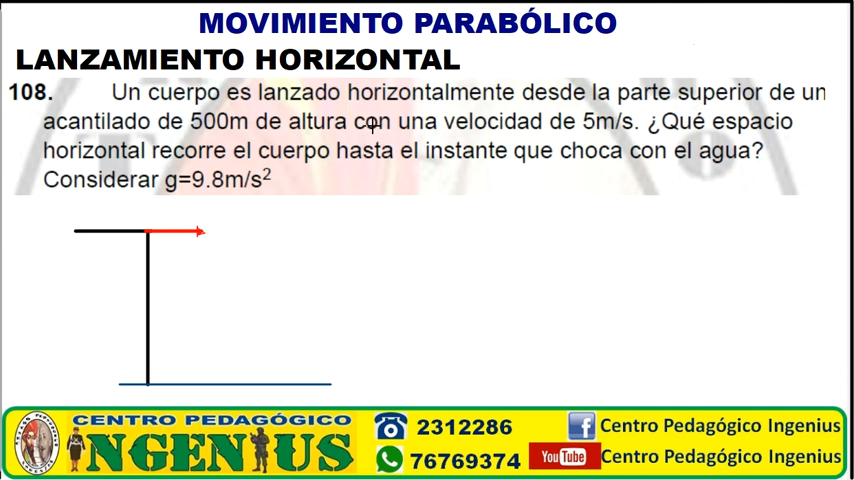 MOVIMIENTO PARABÓLICO
LANZAMIENTO HORIZONTAL
108. Un cuerpo es lanzado horizontalmente desde la parte superior de un
acantilado de 500m de altura con una velocidad de 5m/s. ¿Qué espacio
horizontal recorre el cuerpo hasta el instante que choca con el agua?
Considerar g=9.8m/s²
CENTRO PEDAGÓGICO
INGENIUS
2312286
76769374
Centro Pedagógico Ingenius
YouTube Centro Pedagógico Ingenius